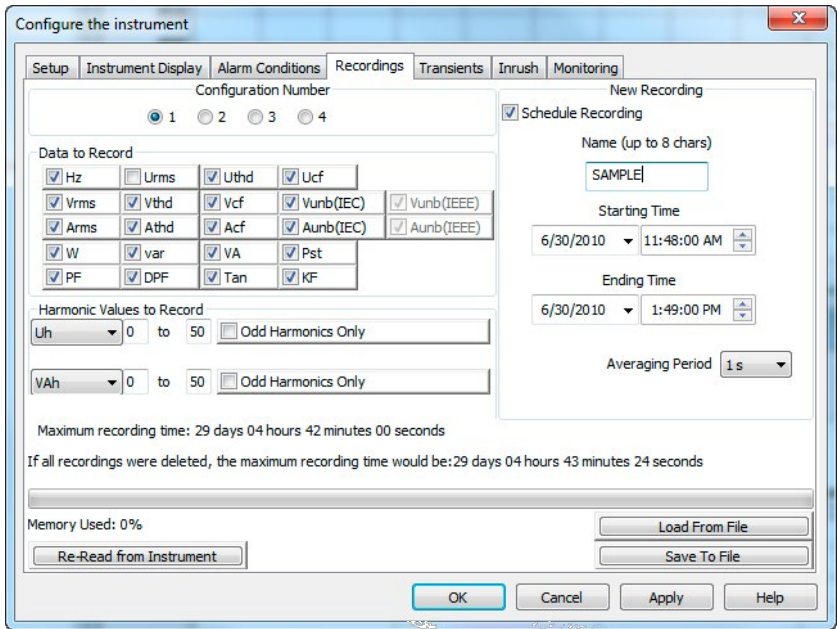 Configure the instrument
Setup Instrument Display Alarm Conditions Recordings Transients Inrush Monitoring
Configuration Number
1 2 3 4
Data to Record
Hz Urms Uthd Ucf
Vrms Vthd Vcf Vunb(IEC) Vunb(IEEE)
Arms Athd Acf Aunb(IEC) Aunb(IEEE)
W var VA Pst
PF DPF Tan KF
Harmonic Values to Record
Uh 0 to 50 Odd Harmonics Only
VAh 0 to 50 Odd Harmonics Only
New Recording
Schedule Recording
Name (up to 8 chars)
SAMPLE
Starting Time
6/30/2010 11:48:00 AM
Ending Time
6/30/2010 1:49:00 PM
Averaging Period 1 s
Maximum recording time: 29 days 04 hours 42 minutes 00 seconds
If all recordings were deleted, the maximum recording time would be:29 days 04 hours 43 minutes 24 seconds
Memory Used: 0%
Load From File
Re-Read from Instrument
Save To File
OK Cancel Apply Help